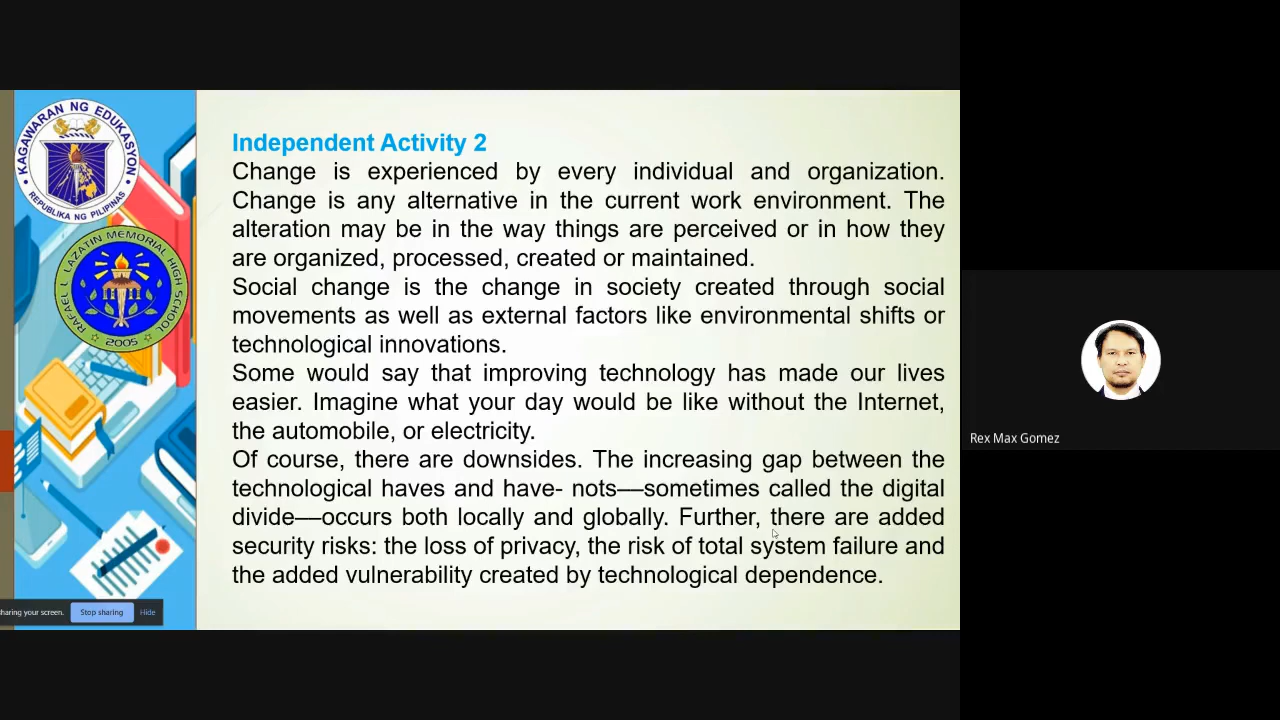 KAGAWARAN NG EDUKASYON
REPUBLIKA NG PILIPINAS
RAFAEL L. LAZATIN MEMORIAL HIGH SCHOOL
2005
Independent Activity 2
Change is experienced by every individual and organization.
Change is any alternative in the current work environment. The
alteration may be in the way things are perceived or in how they
are organized, processed, created or maintained.
Social change is the change in society created through social
movements as well as external factors like environmental shifts or
technological innovations.
Some would say that improving technology has made our lives
easier. Imagine what your day would be like without the Internet,
the automobile, or electricity.
Of course, there are downsides. The increasing gap between the
technological haves and have- nots—sometimes called the digital
divide—occurs both locally and globally. Further, there are added
security risks: the loss of privacy, the risk of total system failure and
the added vulnerability created by technological dependence.
haring your screen.
Stop sharing
Hide
Rex Max Gomez